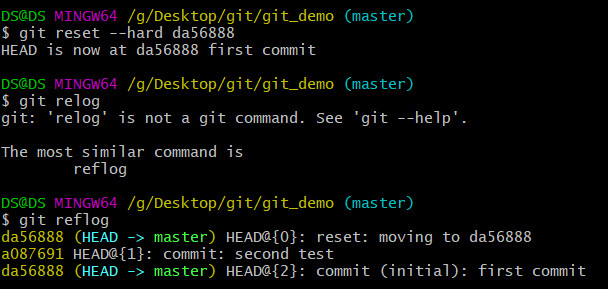 DS@DS MINGW64 /g/Desktop/git/git_demo (master)
$ git reset --hard da56888
HEAD is now at da56888 first commit

DS@DS MINGW64 /g/Desktop/git/git_demo (master)
$ git relog
git: 'relog' is not a git command. See 'git --help'.

The most similar command is
        reflog

DS@DS MINGW64 /g/Desktop/git/git_demo (master)
$ git reflog
da56888 (HEAD -> master) HEAD@{0}: reset: moving to da56888
a087691 HEAD@{1}: commit: second test
da56888 (HEAD -> master) HEAD@{2}: commit (initial): first commit